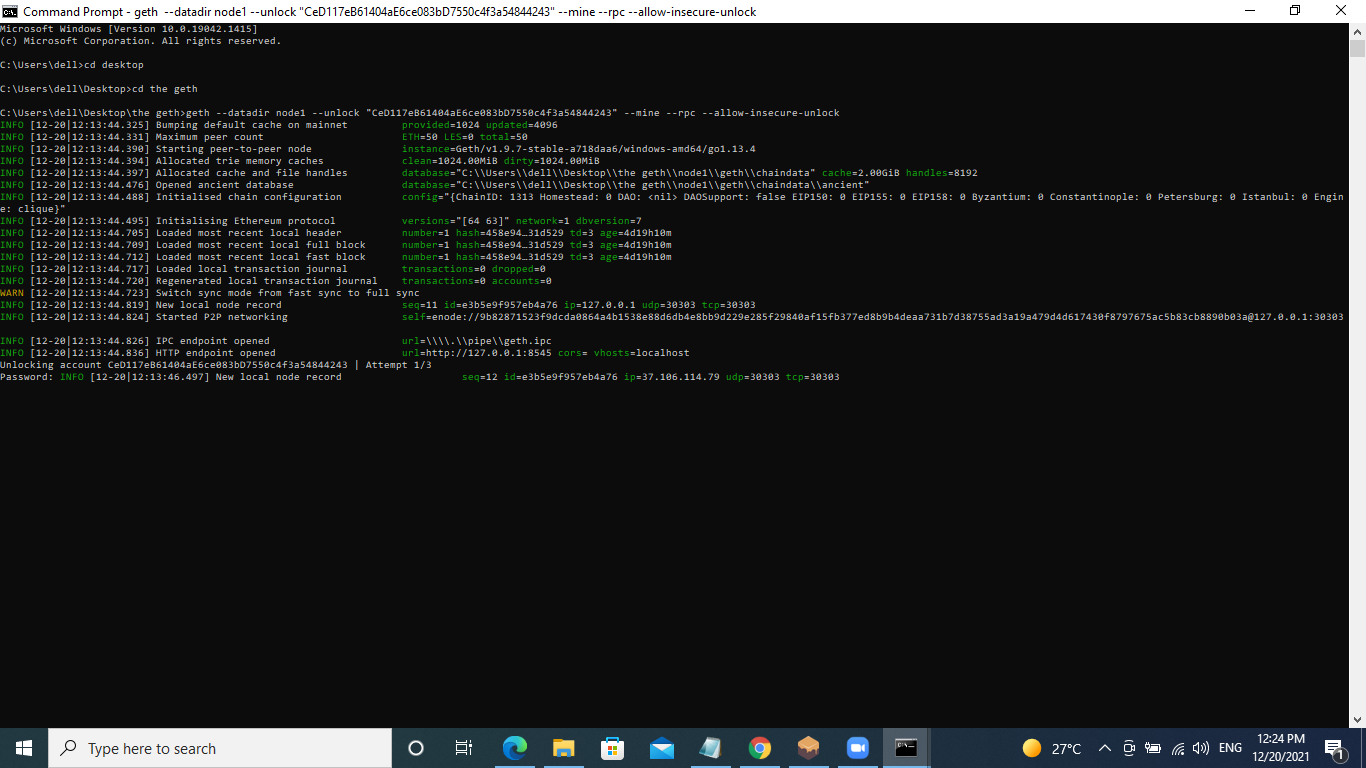 Command Prompt - geth --datadir node1 --unlock "CeD117eB61404aE6ce083bD7550c4f3a54844243" --mine --rpc --allow-insecure-unlock
Microsoft Windows [Version 10.0.19042.1415]
(c) Microsoft Corporation. All rights reserved.
C:\Users\dell>cd desktop
C:\Users\dell\Desktop>cd the geth
C:\Users\dell\Desktop\the geth>geth --datadir node1 --unlock "CeD117eB61404aE6ce083bD7550c4f3a54844243" --mine --rpc --allow-insecure-unlock
INFO [12-20|12:13:44.325] Bumping default cache on mainnet provided=1024 updated=4096
INFO [12-20|12:13:44.331] Maximum peer count ETH=50 LES=0 total=50
INFO [12-20|12:13:44.390] Starting peer-to-peer node instance=Geth/v1.9.7-stable-a718daa6/windows-amd64/go1.13.4
INFO [12-20|12:13:44.394] Allocated trie memory caches clean=1024.00MiB dirty=1024.00MiB
INFO [12-20|12:13:44.397] Allocated cache and file handles database="C:\\Users\\dell\\Desktop\\the geth\\node1\\geth\\chaindata" cache=2.00GiB handles=8192
INFO [12-20|12:13:44.476] Opened ancient database database="C:\\Users\\dell\\Desktop\\the geth\\node1\\geth\\chaindata\\ancient"
INFO [12-20|12:13:44.488] Initialised chain configuration config="{ChainID: 1313 Homestead: 0 DAO: <nil> DAOSupport: false EIP150: 0 EIP155: 0 EIP158: 0 Byzantium: 0 Constantinople: 0 Petersburg: 0 Istanbul: 0 Engin
e: clique}"
INFO [12-20|12:13:44.495] Initialising Ethereum protocol versions="[64 63]" network=1 dbversion=7
INFO [12-20|12:13:44.705] Loaded most recent local header number=1 hash=458e94…31d529 td=3 age=4d19h10m
INFO [12-20|12:13:44.709] Loaded most recent local full block number=1 hash=458e94…31d529 td=3 age=4d19h10m
INFO [12-20|12:13:44.712] Loaded most recent local fast block number=1 hash=458e94…31d529 td=3 age=4d19h10m
INFO [12-20|12:13:44.717] Loaded local transaction journal transactions=0 dropped=0
INFO [12-20|12:13:44.720] Regenerated local transaction journal transactions=0 accounts=0
WARN [12-20|12:13:44.723] Switch sync mode from fast sync to full sync
INFO [12-20|12:13:44.819] New local node record seq=11 id=e3b5e9f957eb4a76 ip=127.0.0.1 udp=30303 tcp=30303
INFO [12-20|12:13:44.824] Started P2P networking self=enode://9b82871523f9dcda0864a4b1538e88d6db4e8bb9d229e285f29840af15fb377ed8b9b4deaa731b7d38755ad3a19a479d4d617430f8797675ac5b83cb8890b03a@127.0.0.1:30303
INFO [12-20|12:13:44.826] IPC endpoint opened url=\\\\.\\pipe\\geth.ipc
INFO [12-20|12:13:44.836] HTTP endpoint opened url=http://127.0.0.1:8545 cors= vhosts=localhost
Unlocking account CeD117eB61404aE6ce083bD7550c4f3a54844243 | Attempt 1/3
Password: INFO [12-20|12:13:46.497] New local node record seq=12 id=e3b5e9f957eb4a76 ip=37.106.114.79 udp=30303 tcp=30303
Type here to search
27°C
ENG
12:24 PM
12/20/2021
1